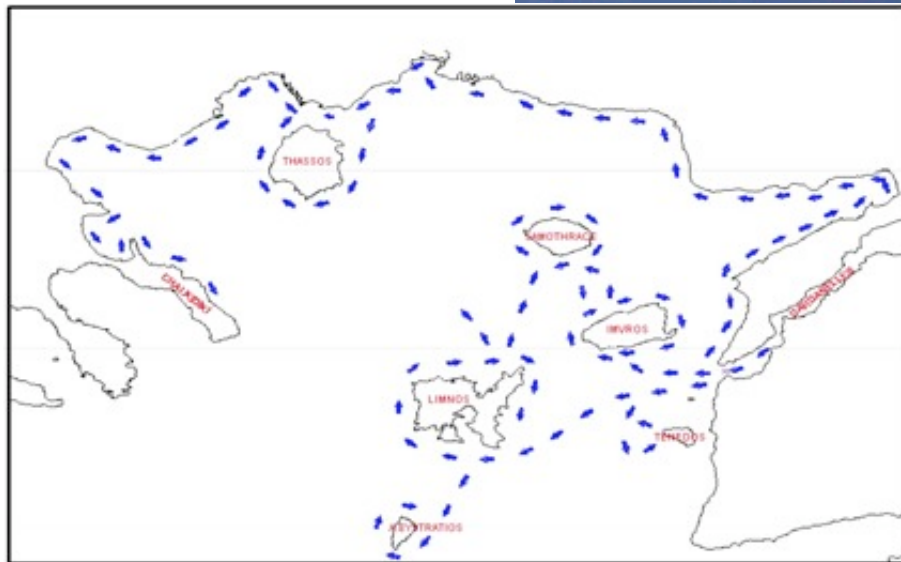 THASSOS
SAMOTHRACE
CHALKIDIKI
DARDANELLES
IMVROS
LIMNOS
TENEDOS